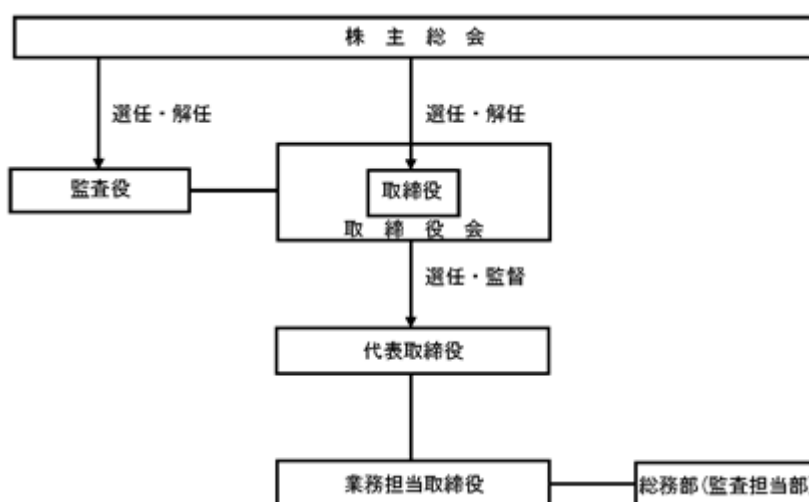 株主総会
選任・解任
選任・解任
監査役
取締役
取締役会
選任・監督
代表取締役
業務担当取締役
総務部(監査担当部)